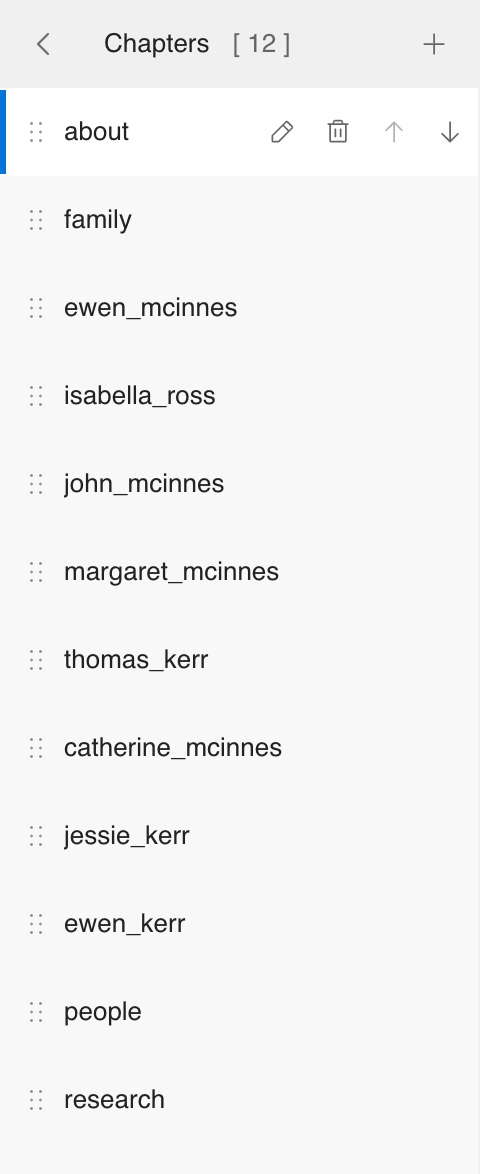 Chapters [ 12 ]
about
family
ewen_mcinnes
isabella_ross
john_mcinnes
margaret_mcinnes
thomas_kerr
catherine_mcinnes
jessie_kerr
ewen_kerr
people
research